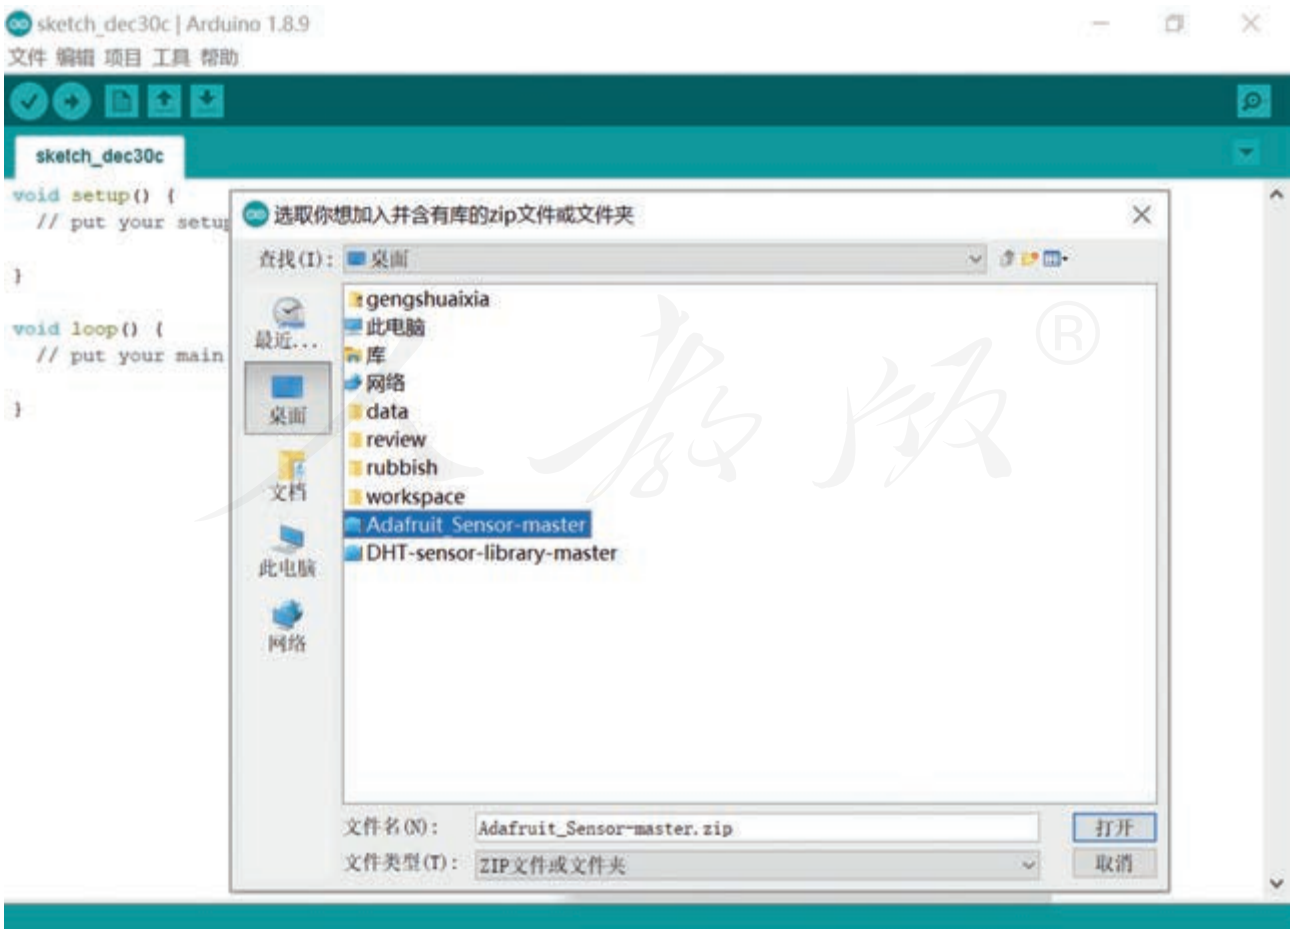 sketch_dec30c | Arduino 1.8.9
文件 编辑 项目 工具 帮助
sketch_dec30c
void setup() {
// put your setup
}
void loop() {
// put your main
}
选取你想加入并含有库的zip文件或文件夹
查找(I):
桌面
最近...
桌面
文档
此电脑
网络
gengshuaixia
此电脑
库
网络
data
review
rubbish
workspace
Adafruit_Sensor-master
DHT-sensor-library-master
文件名(N):
Adafruit_Sensor-master.zip
打开
文件类型(T):
ZIP文件或文件夹
取消
人教版®